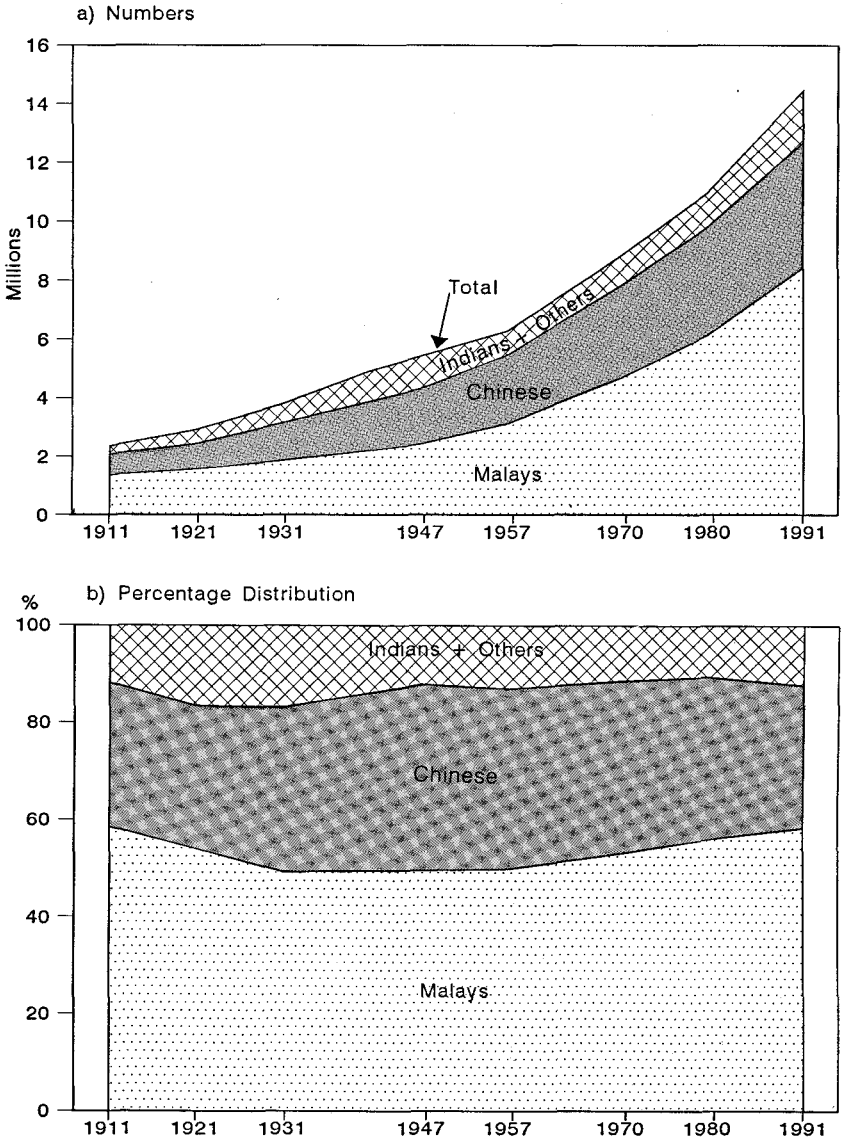 a) Numbers
16
14
12
10
8
6
4
2
0
Millions
Total
Indians + Others
Chinese
Malays
1911 1921 1931 1947 1957 1970 1980 1991
b) Percentage Distribution
%
100
80
60
40
20
0
Indians + Others
Chinese
Malays
1911 1921 1931 1947 1957 1970 1980 1991